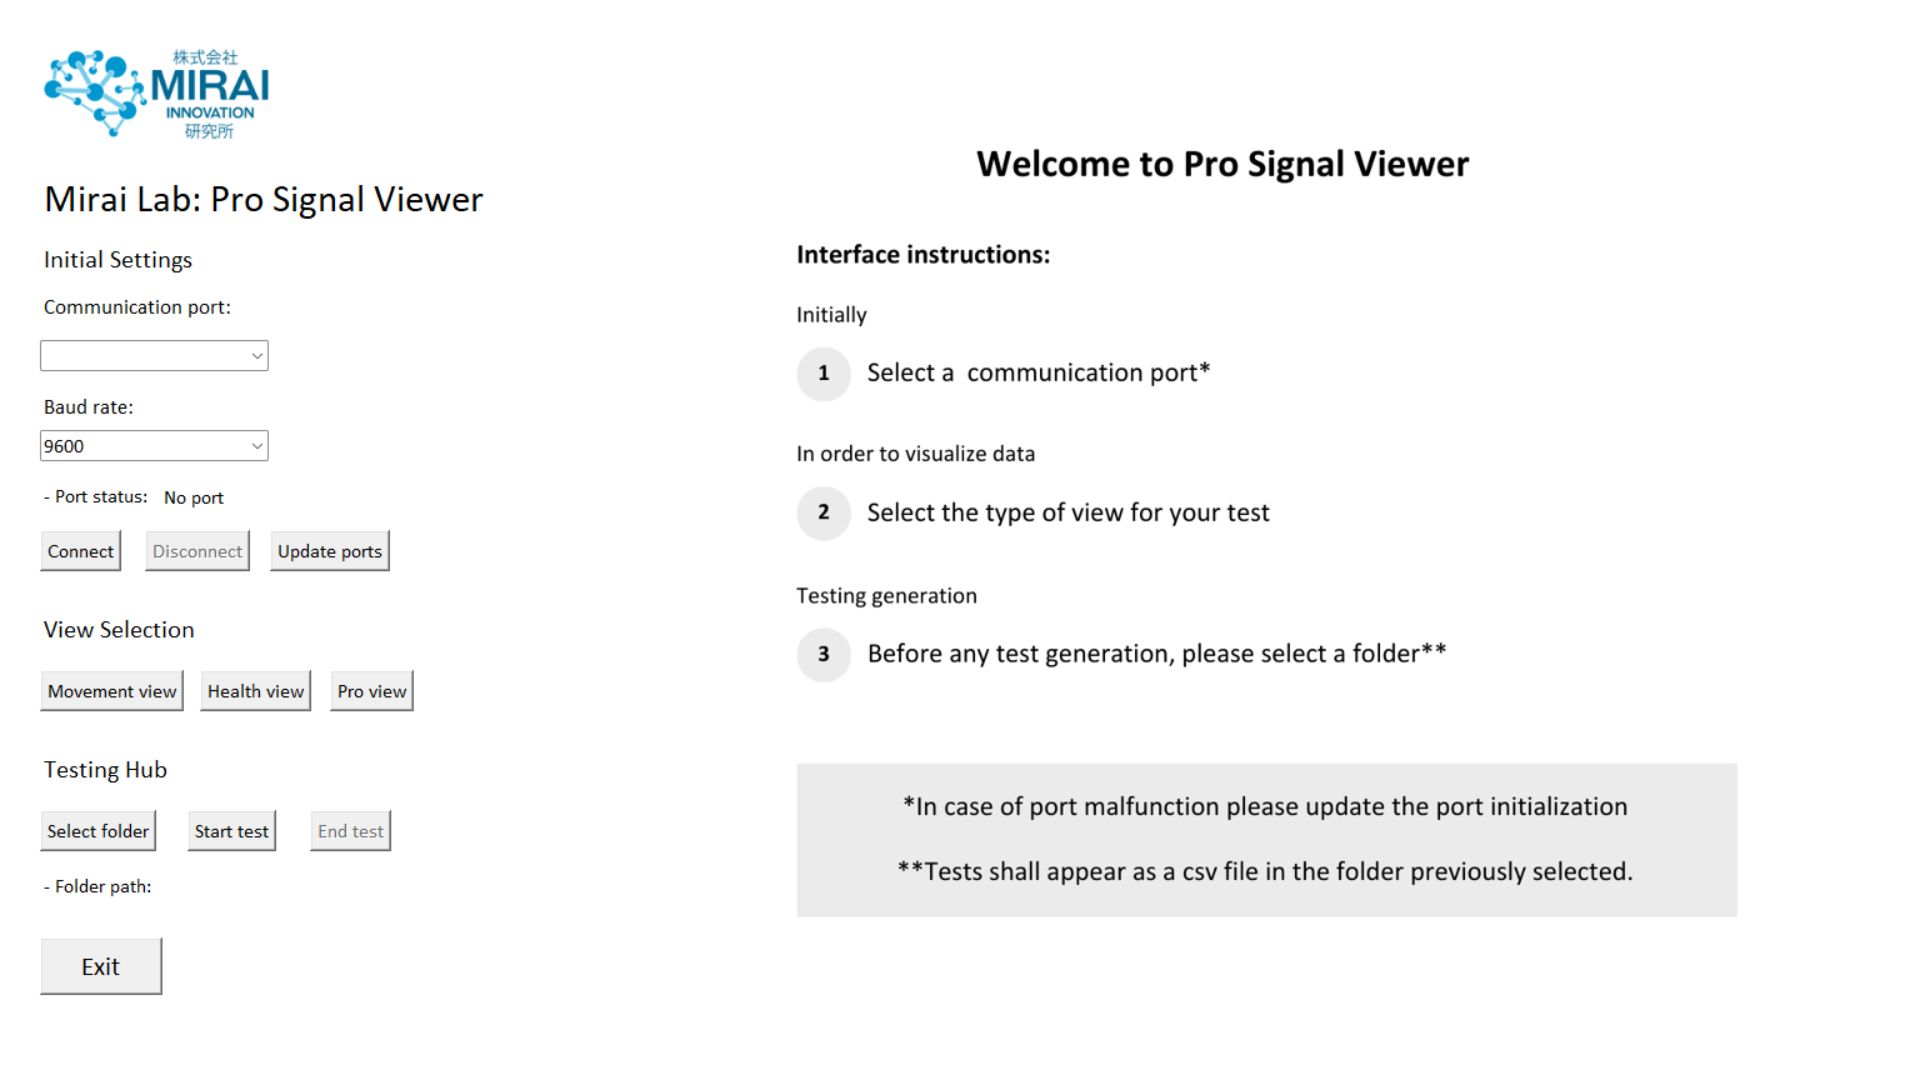 株式会社
MIRAI
INNOVATION
研究所
Mirai Lab: Pro Signal Viewer
Initial Settings
Communication port:
Baud rate:
9600
- Port status: No port
Connect Disconnect Update ports
View Selection
Movement view Health view Pro view
Testing Hub
Select folder Start test End test
- Folder path:
Exit
Welcome to Pro Signal Viewer
Interface instructions:
Initially
1 Select a communication port*
In order to visualize data
2 Select the type of view for your test
Testing generation
3 Before any test generation, please select a folder**
*In case of port malfunction please update the port initialization
**Tests shall appear as a csv file in the folder previously selected.